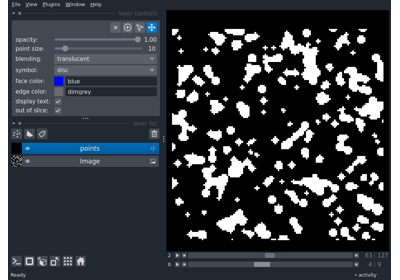 File View Plugins Window Help
layer controls
opacity: 1.00
point size: 10
blending: translucent
symbol: disc
face color: blue
edge color: dimgrey
display text:
out of slice:
layer list
points
Image
2 63 127
0 4 9
Ready activity